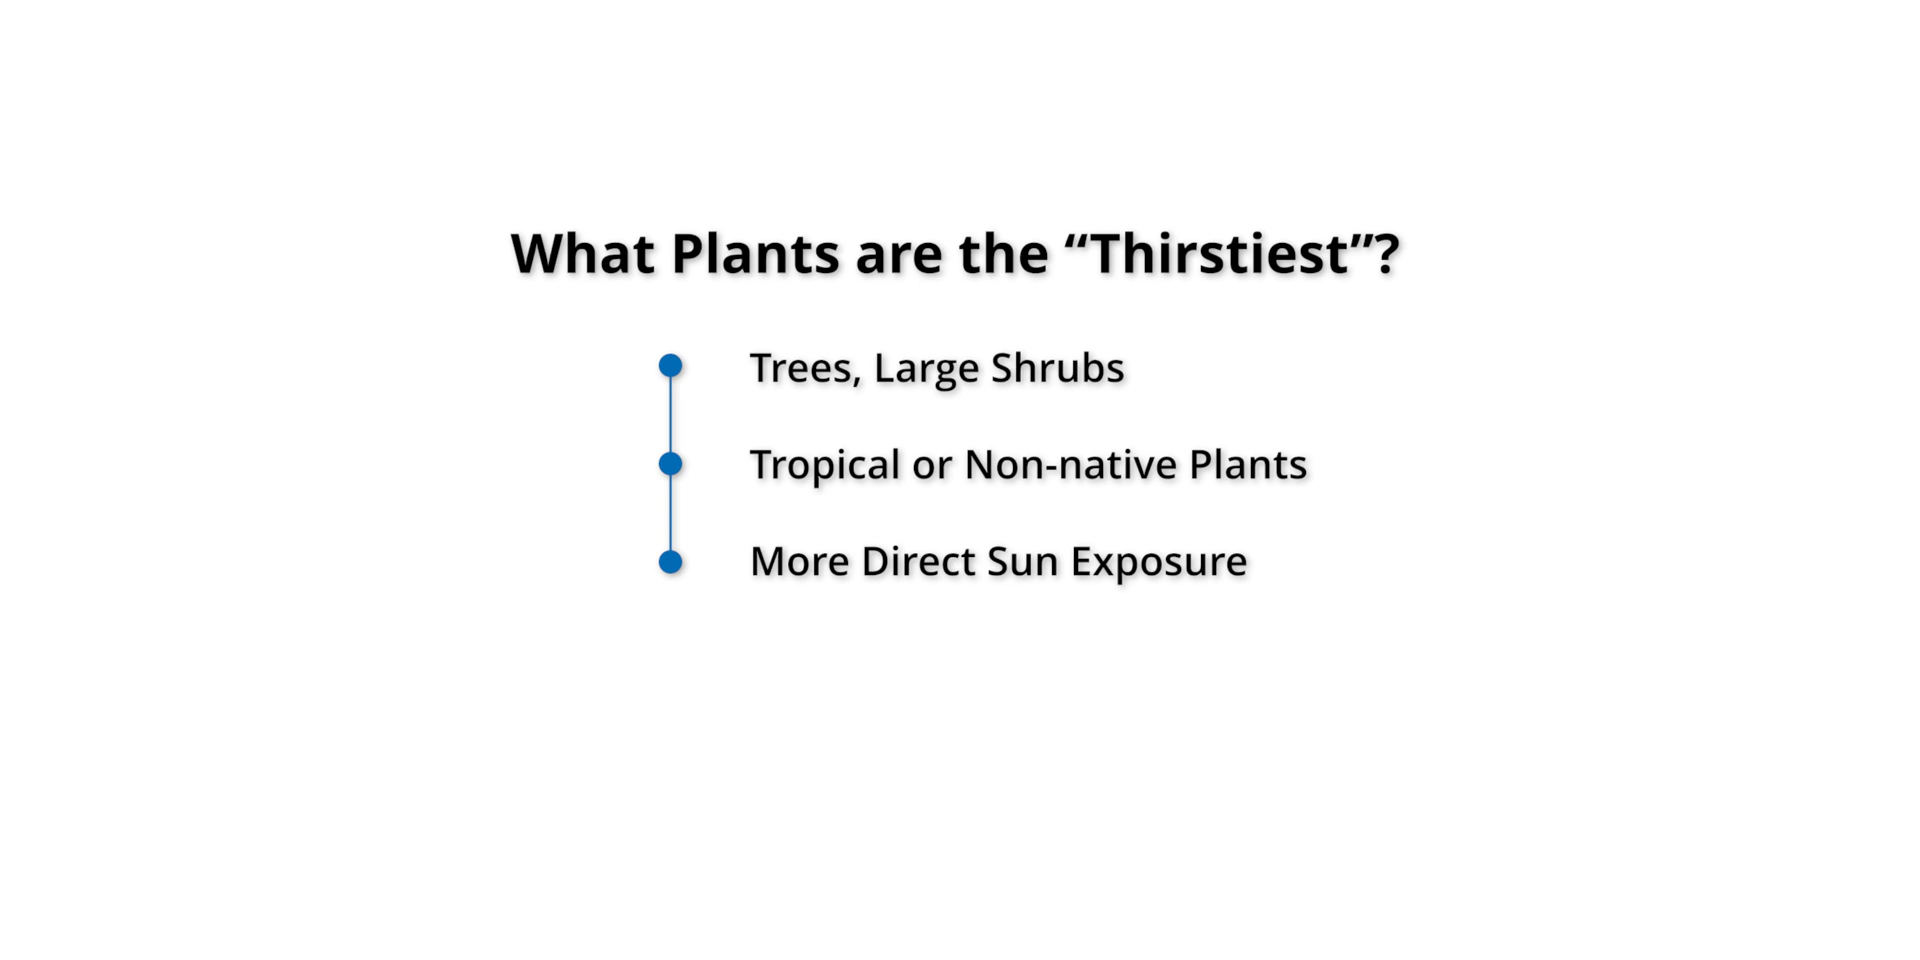 What Plants are the “Thirstiest”?
Trees, Large Shrubs
Tropical or Non-native Plants
More Direct Sun Exposure